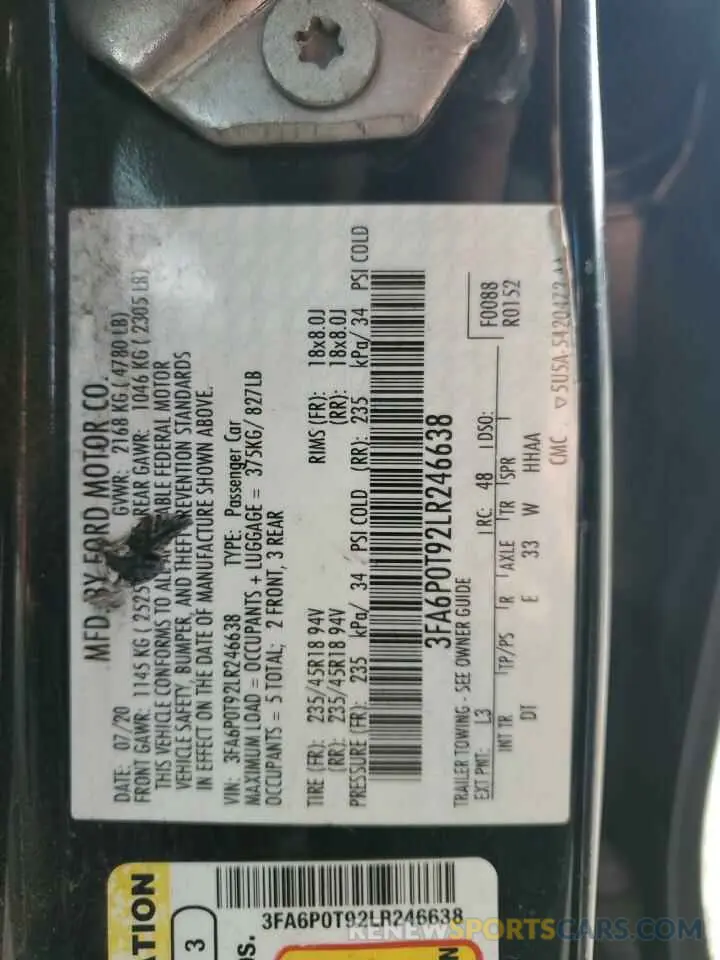 MFD. BY FORD MOTOR CO.
DATE: 07/20 GVWR: 2168 KG ( 4780 LB)
FRONT GAWR: 1145 KG ( 2525 REAR GAWR: 1046 KG ( 2305 LB)
THIS VEHICLE CONFORMS TO ALL FEDERAL MOTOR
VEHICLE SAFETY, BUMPER, AND THEFT PREVENTION STANDARDS
IN EFFECT ON THE DATE OF MANUFACTURE SHOWN ABOVE.
VIN: 3FA6P0T92LR246638 TYPE: Passenger Car
MAXIMUM LOAD = OCCUPANTS + LUGGAGE = 375KG/ 827LB
OCCUPANTS = 5 TOTAL; 2 FRONT, 3 REAR
TIRE (FR): 235/45R18 94V RIMS (FR): 18x8.0J
(RR): 235/45R18 94V (RR): 18x8.0J
PRESSURE (FR): 235 kPa/ 34 PSI COLD (RR): 235 kPa/ 34 PSI COLD
3FA6P0T92LR246638
TRAILER TOWING - SEE OWNER GUIDE
F0088
R0152
EXT PNT: L3 RC: 48 DSO:
INT TR TP/PS R AXLE TR SPR
DT E 33 W HHAA
CMC ▽5USA-5420472
ATION
3
3FA6P0T92LR246638
os.
N
RENEWSPORTSCARS.COM